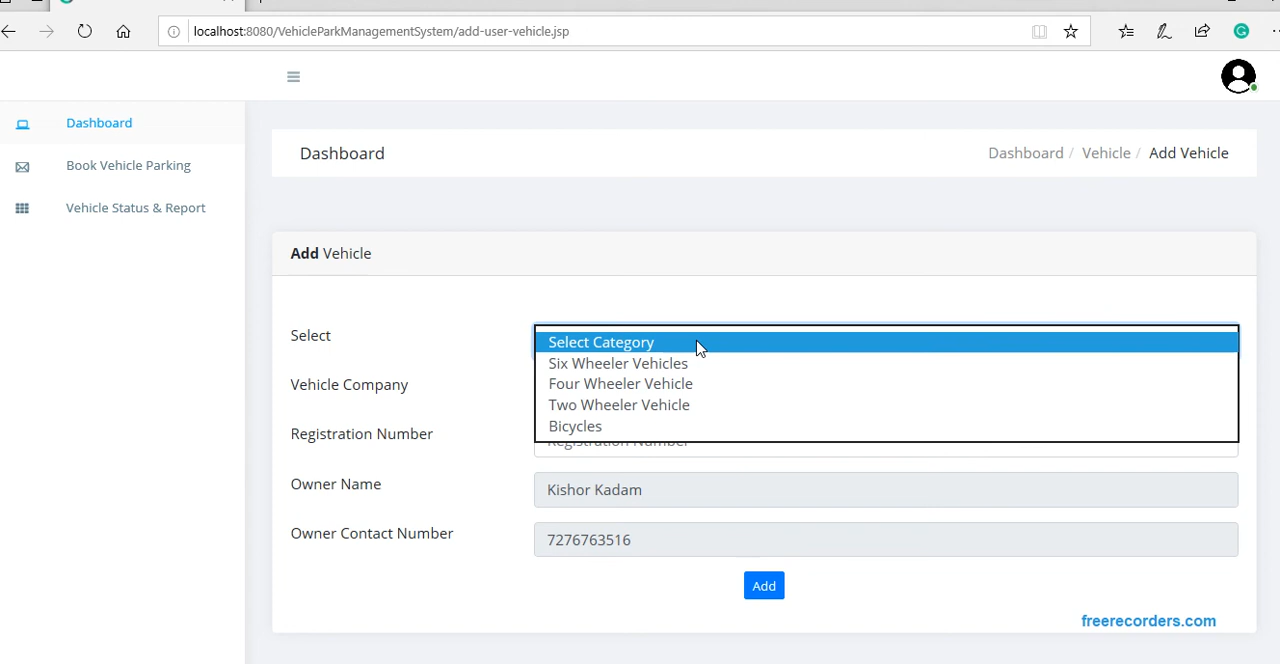 localhost:8080/VehicleParkManagementSystem/add-user-vehicle.jsp
Dashboard
Book Vehicle Parking
Vehicle Status & Report
Dashboard
Dashboard / Vehicle / Add Vehicle
Add Vehicle
Select
Select Category
Six Wheeler Vehicles
Four Wheeler Vehicle
Two Wheeler Vehicle
Bicycles
Vehicle Company
Registration Number
Registration Number
Owner Name
Kishor Kadam
Owner Contact Number
7276763516
Add
freerecorders.com